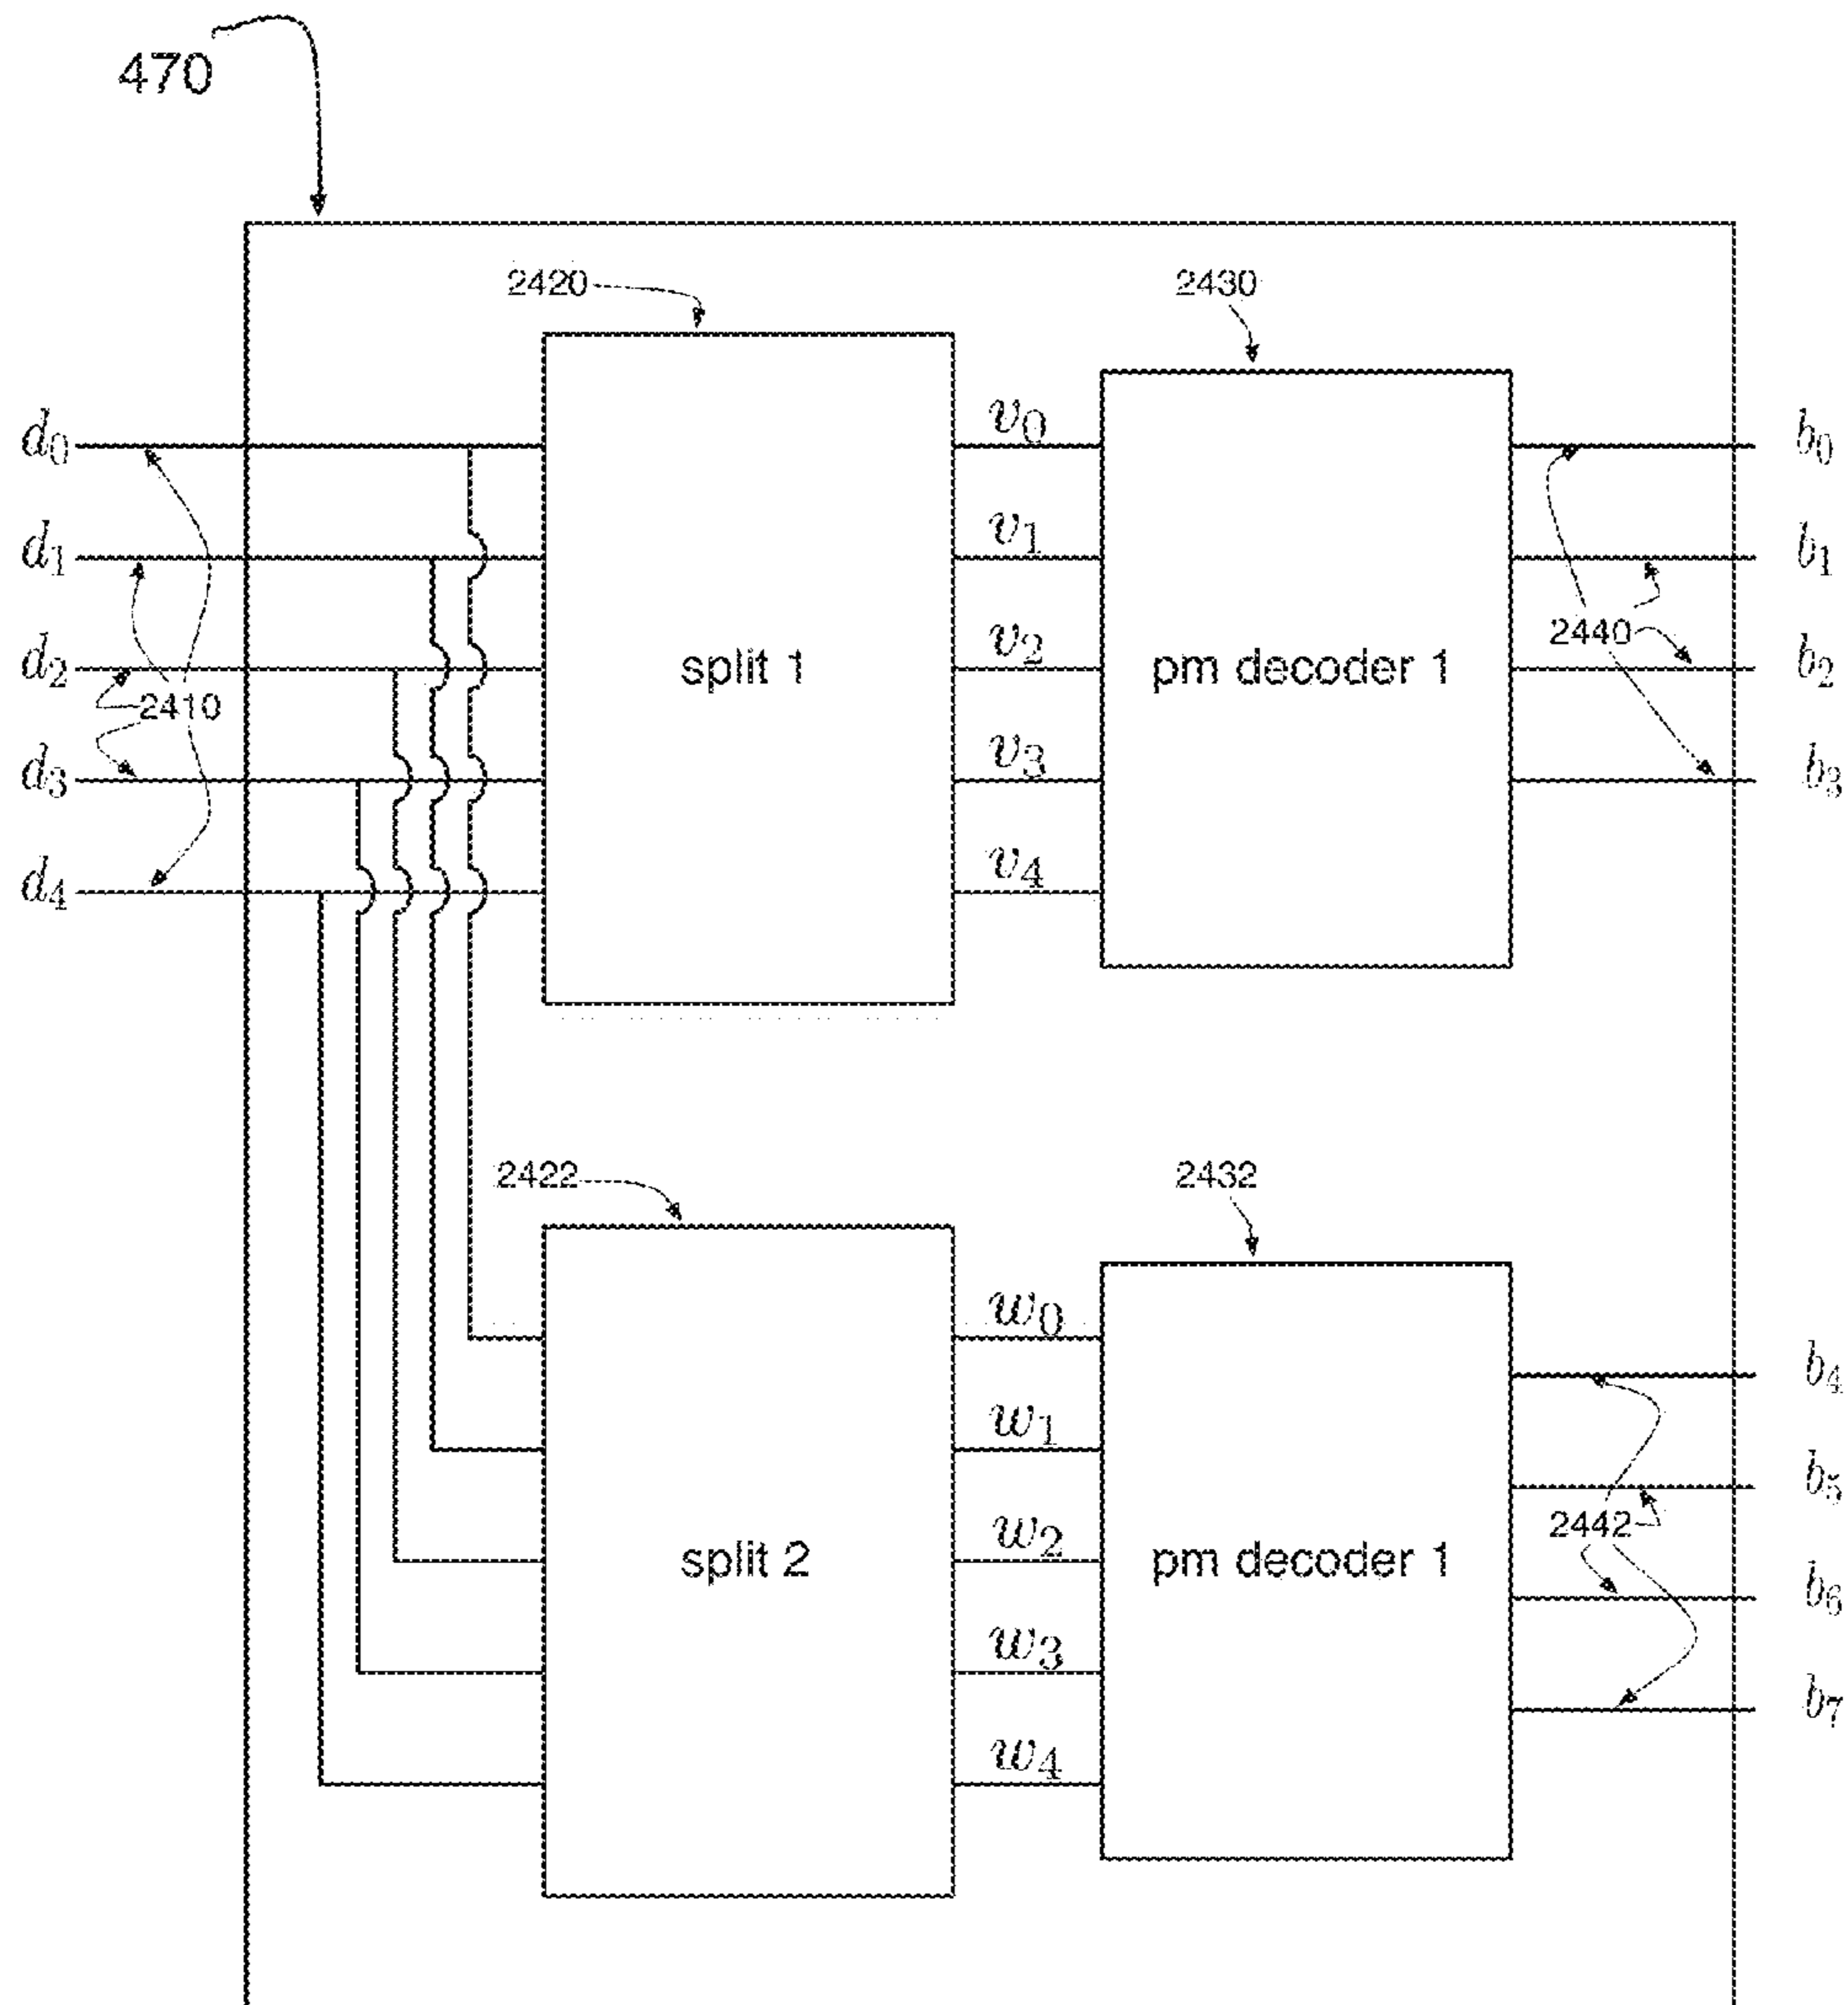 470
2420
2430
d₀
v₀
b₀
d₁
v₁
b₁
2440
d₂
split 1
v₂
pm decoder 1
b₂
2410
d₃
v₃
b₃
d₄
v₄
2422
2432
w₀
b₄
w₁
b₅
2442
split 2
w₂
pm decoder 1
b₆
w₃
b₇
w₄